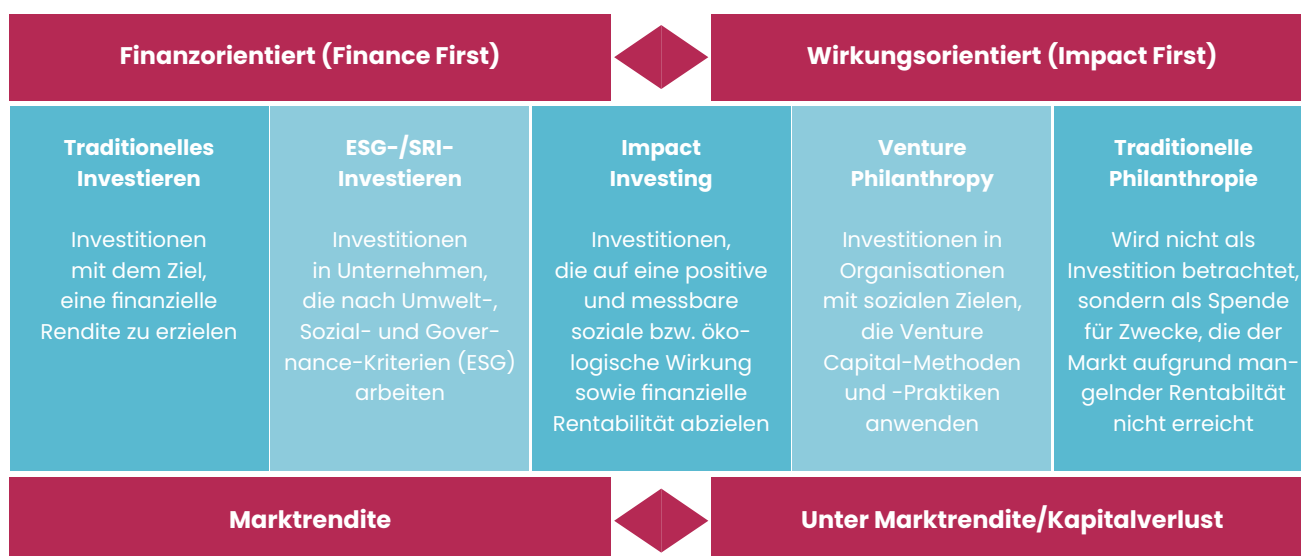 Finanzorientiert (Finance First)
Wirkungsorientiert (Impact First)
Traditionelles
Investieren
Investitionen
mit dem Ziel,
eine finanzielle
Rendite zu erzielen
ESG-/SRI-
Investieren
Investitionen
in Unternehmen,
die nach Umwelt-,
Sozial- und Gover-
nance-Kriterien (ESG)
arbeiten
Impact
Investing
Investitionen,
die auf eine positive
und messbare
soziale bzw. öko-
logische Wirkung
sowie finanzielle
Rentabilität abzielen
Venture
Philanthropy
Investitionen in
Organisationen
mit sozialen Zielen,
die Venture
Capital-Methoden
und -Praktiken
anwenden
Traditionelle
Philanthropie
Wird nicht als
Investition betrachtet,
sondern als Spende
für Zwecke, die der
Markt aufgrund man-
gelnder Rentabiltät
nicht erreicht
Marktrendite
Unter Marktrendite/Kapitalverlust